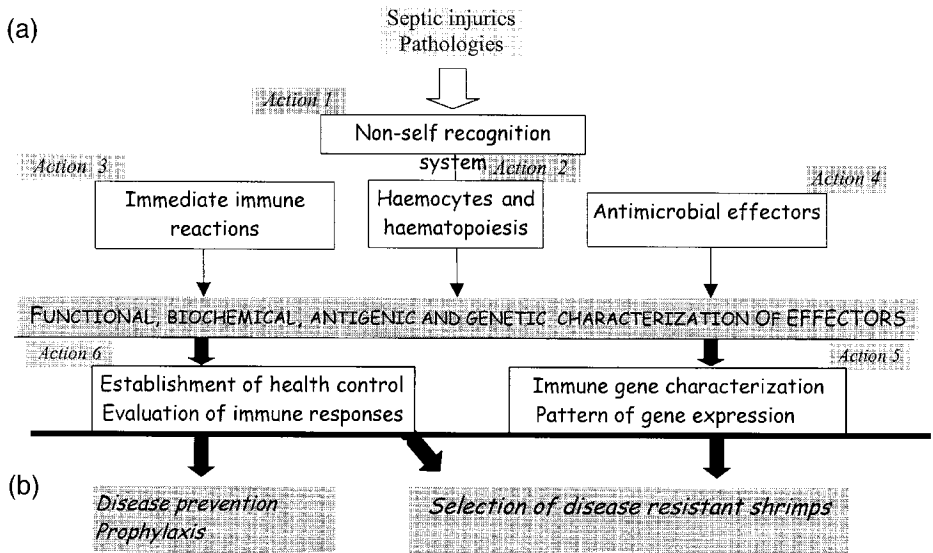 (a)
Septic injurics
Pathologies
Action 1
Non-self recognition
system
Action 3
Action 2
Action 4
Immediate immune
reactions
Haemocytes and
haematopoiesis
Antimicrobial effectors
FUNCTIONAL, BIOCHEMICAL, ANTIGENIC AND GENETIC CHARACTERIZATION OF EFFECTORS
Action 6
Action 5
Establishment of health control
Evaluation of immune responses
Immune gene characterization
Pattern of gene expression
(b)
Disease prevention
Prophylaxis
Selection of disease resistant shrimps